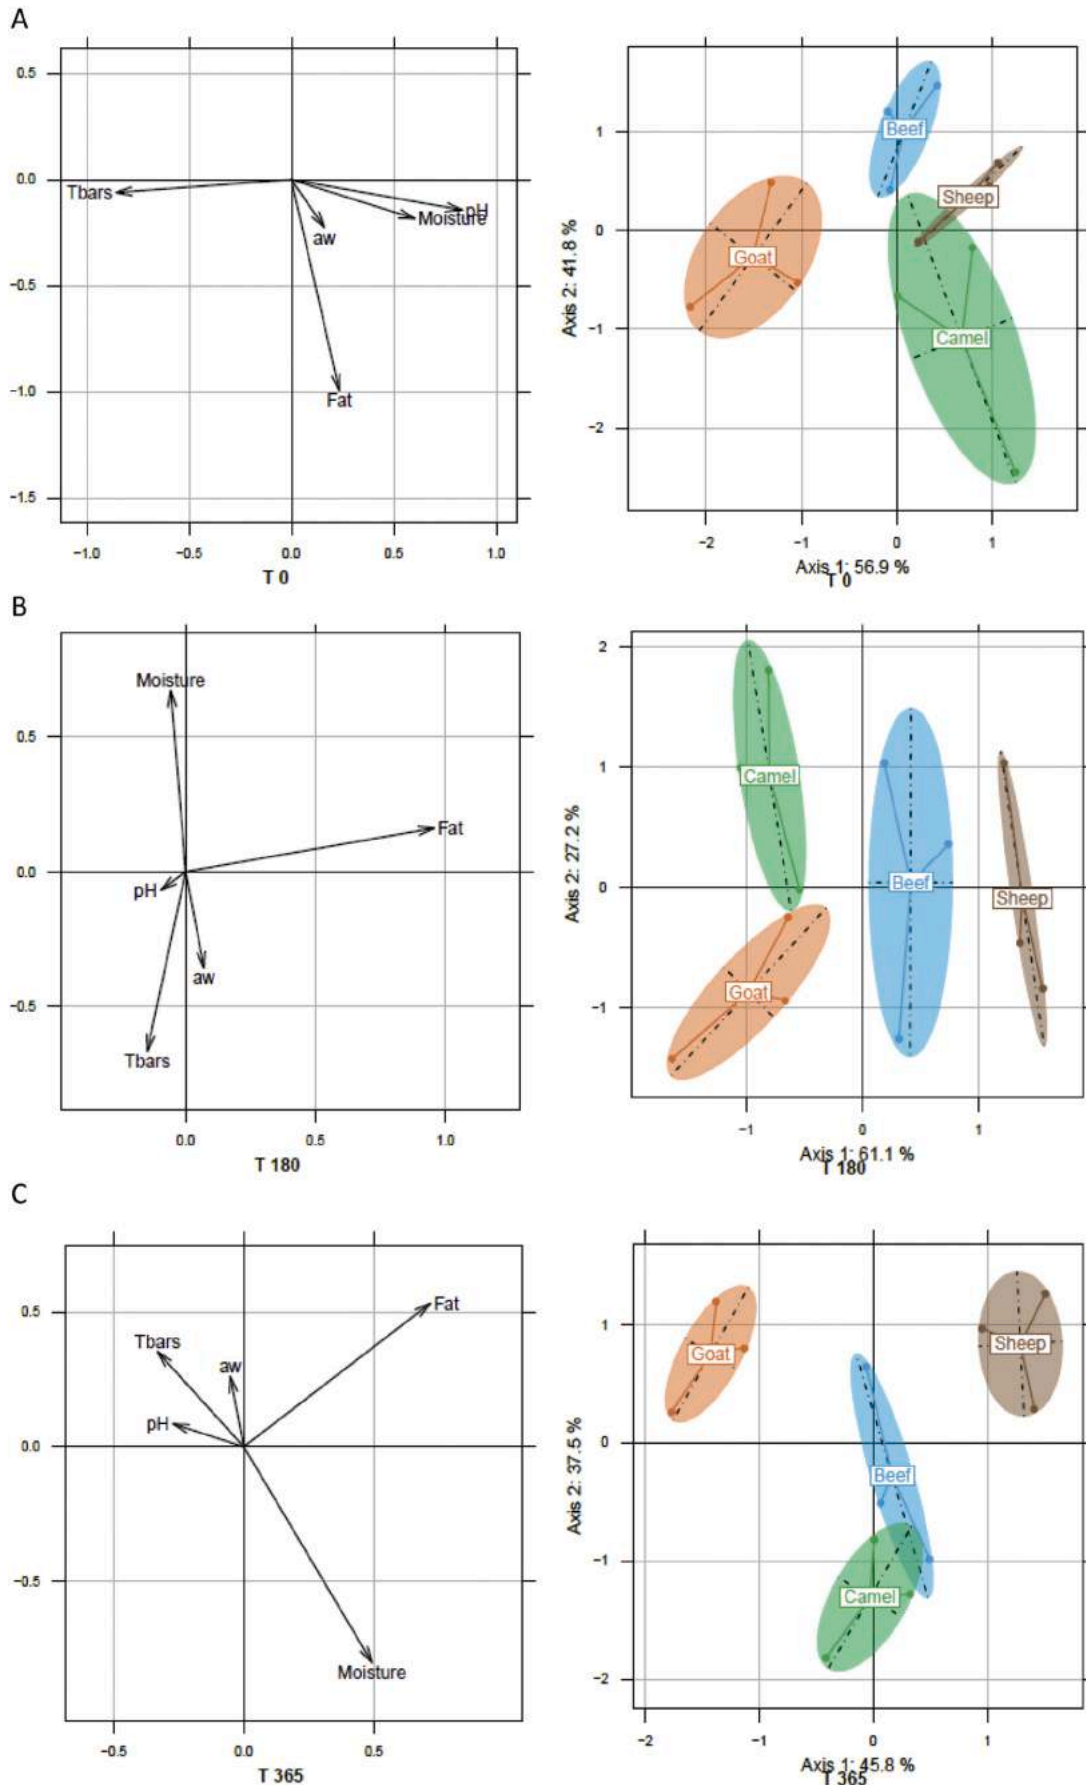 A
0.5
0.0
−0.5
−1.0
−1.5
Tbars
pH
Moisture
aw
Fat
−1.0 −0.5 0.0 0.5 1.0
T 0
Axis 2: 41.8 %
1
0
−1
−2
Beef
Sheep
Goat
Camel
−2 −1 0 1
Axis 1: 56.9 %
T 0
B
0.5
0.0
−0.5
Moisture
Fat
pH
aw
Tbars
0.0 0.5 1.0
T 180
Axis 2: 27.2 %
2
1
0
−1
Camel
Beef
Sheep
Goat
−1 0 1
Axis 1: 61.1 %
T 180
C
0.5
0.0
−0.5
Fat
Tbars
aw
pH
Moisture
−0.5 0.0 0.5
T 365
Axis 2: 37.5 %
1
0
−1
−2
Goat
Sheep
Beef
Camel
−2 −1 0 1
Axis 1: 45.8 %
T 365